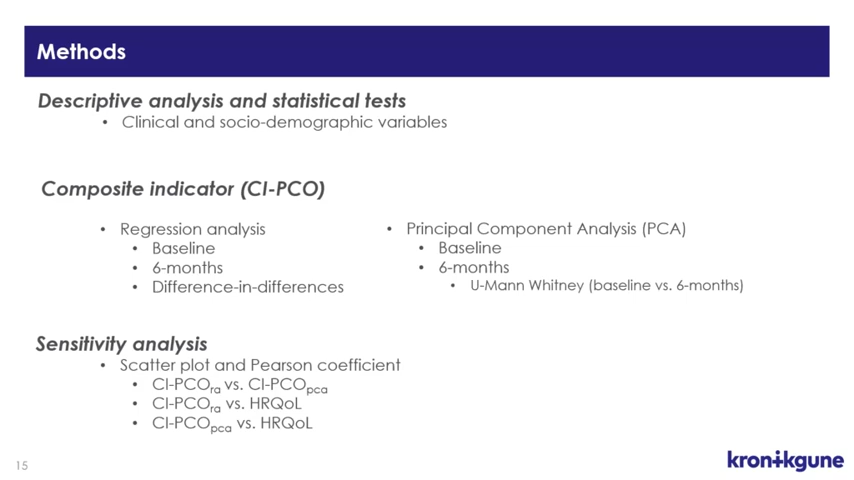 Methods
Descriptive analysis and statistical tests
• Clinical and socio-demographic variables
Composite indicator (CI-PCO)
• Regression analysis
• Baseline
• 6-months
• Difference-in-differences
• Principal Component Analysis (PCA)
• Baseline
• 6-months
• U-Mann Whitney (baseline vs. 6-months)
Sensitivity analysis
• Scatter plot and Pearson coefficient
• CI-PCOra vs. CI-PCOpca
• CI-PCOra vs. HRQoL
• CI-PCOpca vs. HRQoL
15
kronikgune